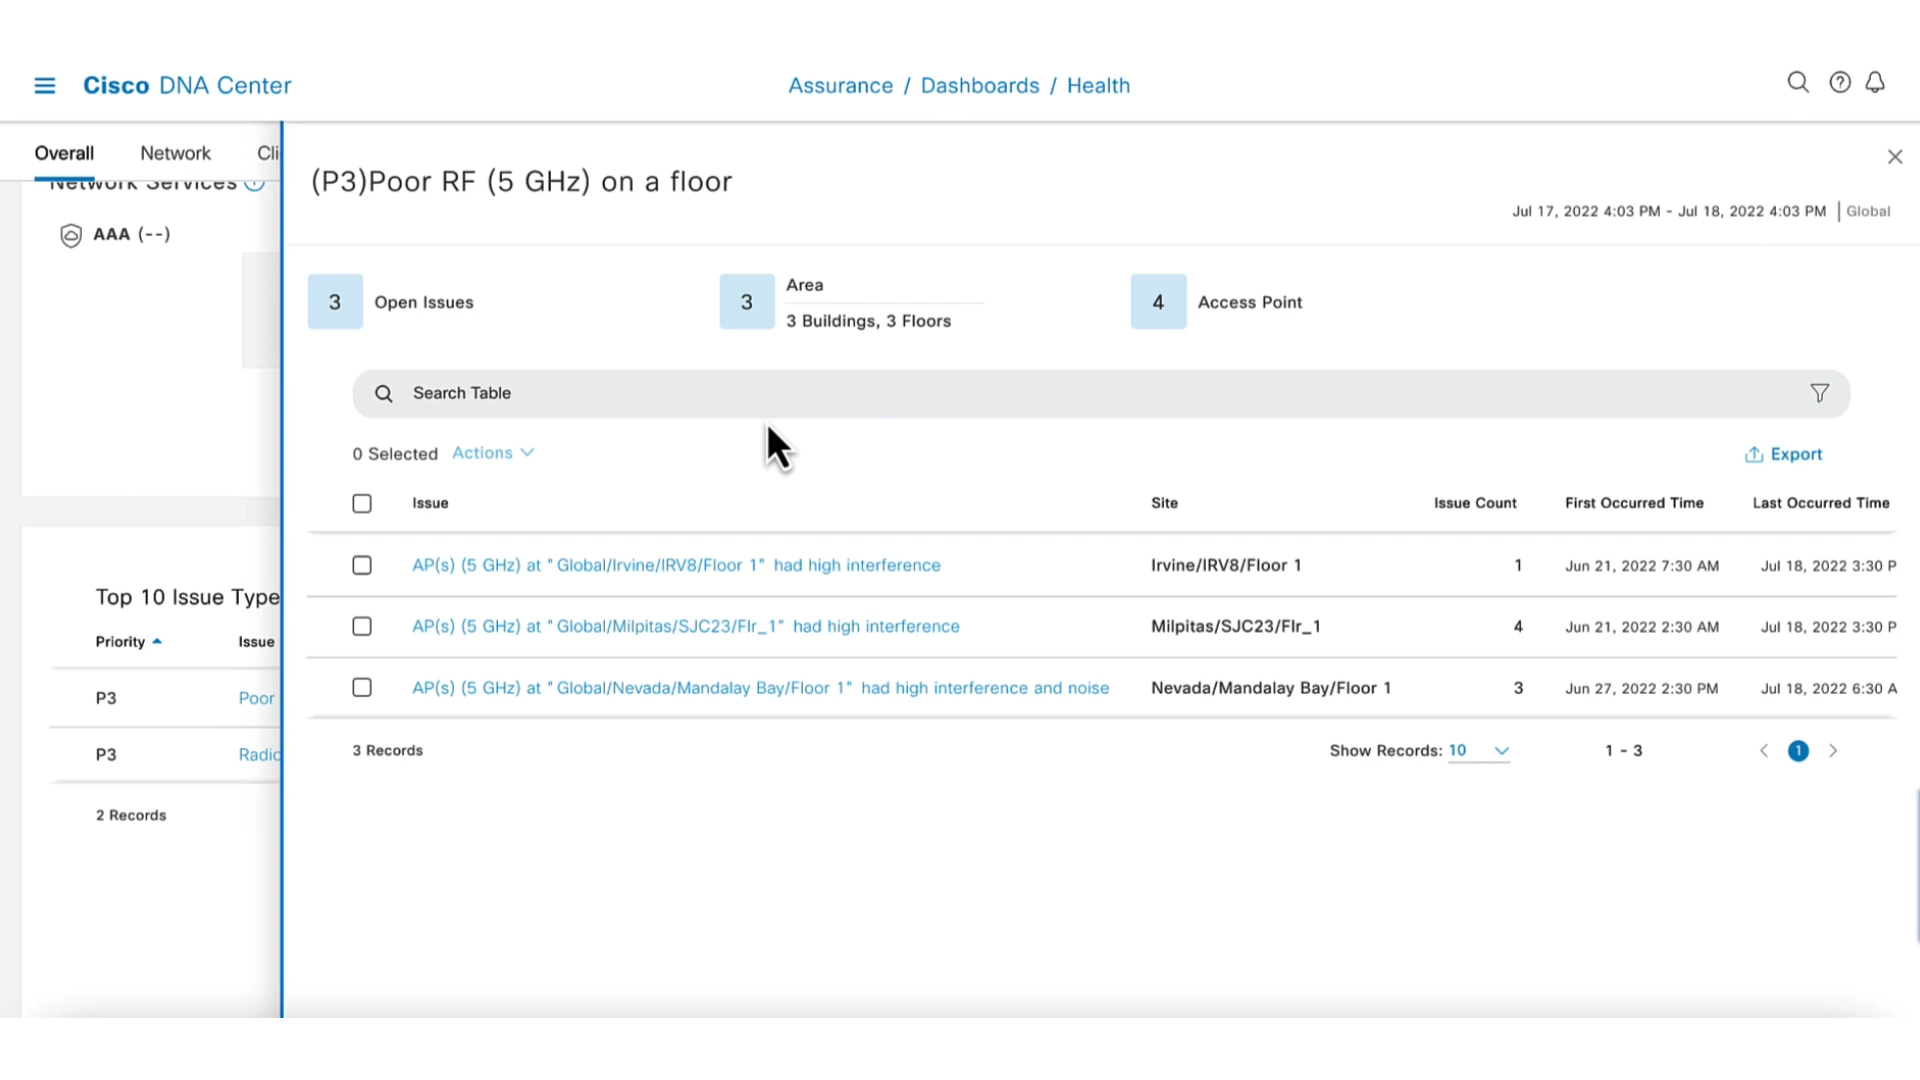 Cisco DNA Center
Assurance / Dashboards / Health
Overall Network Cli
Network Services
AAA (--)
Top 10 Issue Type
Priority Issue
P3 Poor
P3 Radio
2 Records
(P3)Poor RF (5 GHz) on a floor
Jul 17, 2022 4:03 PM - Jul 18, 2022 4:03 PM | Global
3 Open Issues
3 Area
3 Buildings, 3 Floors
4 Access Point
Search Table
0 Selected Actions
Export
Issue Site Issue Count First Occurred Time Last Occurred Time
AP(s) (5 GHz) at "Global/Irvine/IRV8/Floor 1" had high interference Irvine/IRV8/Floor 1 1 Jun 21, 2022 7:30 AM Jul 18, 2022 3:30 P
AP(s) (5 GHz) at "Global/Milpitas/SJC23/Flr_1" had high interference Milpitas/SJC23/Flr_1 4 Jun 21, 2022 2:30 AM Jul 18, 2022 3:30 P
AP(s) (5 GHz) at "Global/Nevada/Mandalay Bay/Floor 1" had high interference and noise Nevada/Mandalay Bay/Floor 1 3 Jun 27, 2022 2:30 PM Jul 18, 2022 6:30 A
3 Records
Show Records: 10 1 - 3 1